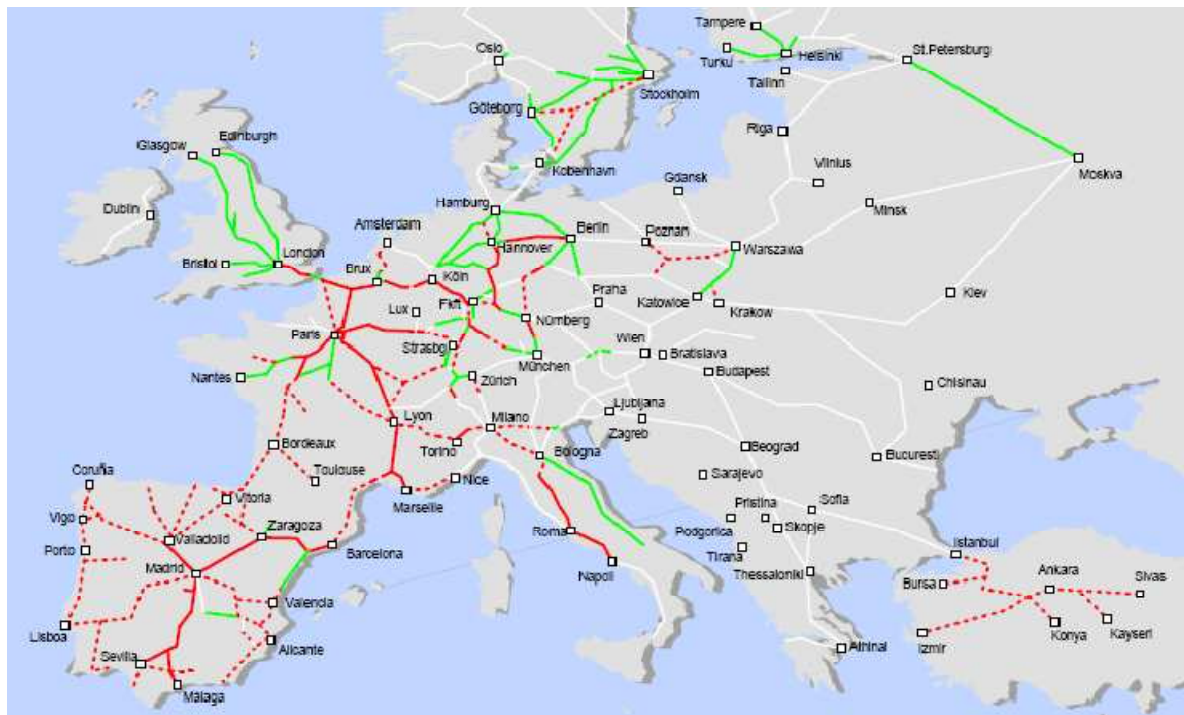 Tampere
Oslo
Turku
Helsinki
St.Petersburg
Tallinn
Stockholm
Göteborg
Riga
Glasgow
Edinburgh
Kobenhavn
Vilnius
Moskva
Gdansk
Dublin
Hamburg
Minsk
Amsterdam
Berlin
Poznan
Hannover
Warszawa
Bristol
London
Brux
Köln
Praha
Katowice
Krakow
Kiev
Lux
Fkft
Nürnberg
Paris
Strasbg
Wien
Bratislava
München
Budapest
Nantes
Zürich
Chisinau
Lyon
Milano
Ljubljana
Zagreb
Bordeaux
Torino
Bologna
Beograd
Bucuresti
Coruña
Toulouse
Nice
Sarajevo
Vitoria
Marseille
Pristina
Sofia
Vigo
Zaragoza
Roma
Podgorica
Skopje
Porto
Valladolid
Barcelona
Tirana
Istanbul
Madrid
Napoli
Thessaloniki
Bursa
Ankara
Sivas
Valencia
Lisboa
Alicante
Izmir
Konya
Kayseri
Sevilla
Athinai
Málaga